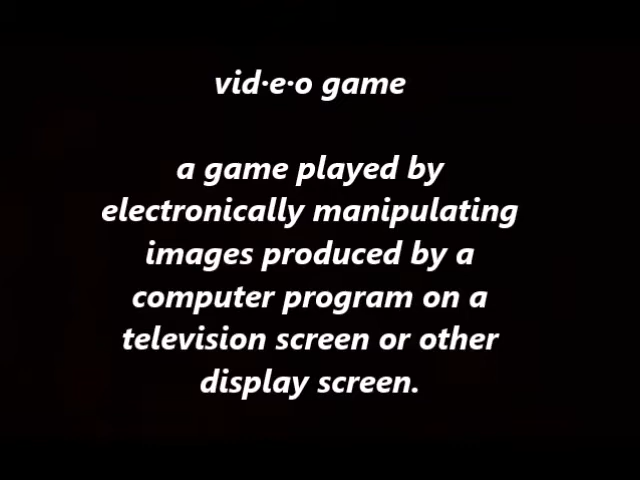 vid·e·o game
a game played by
electronically manipulating
images produced by a
computer program on a
television screen or other
display screen.